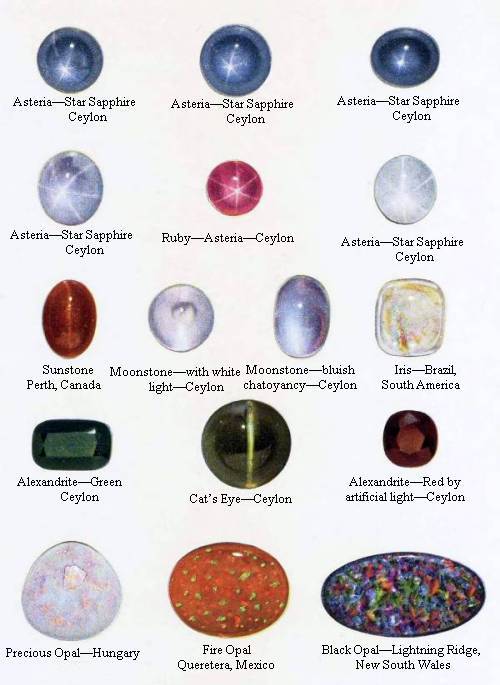 Asteria—Star Sapphire
Ceylon
Asteria—Star Sapphire
Ceylon
Asteria—Star Sapphire
Ceylon
Asteria—Star Sapphire
Ceylon
Ruby—Asteria—Ceylon
Asteria—Star Sapphire
Ceylon
Sunstone
Perth, Canada
Moonstone—with white
light—Ceylon
Moonstone—bluish
chatoyancy—Ceylon
Iris—Brazil,
South America
Alexandrite—Green
Ceylon
Cat's Eye—Ceylon
Alexandrite—Red by
artificial light—Ceylon
Precious Opal—Hungary
Fire Opal
Queretera, Mexico
Black Opal—Lightning Ridge,
New South Wales